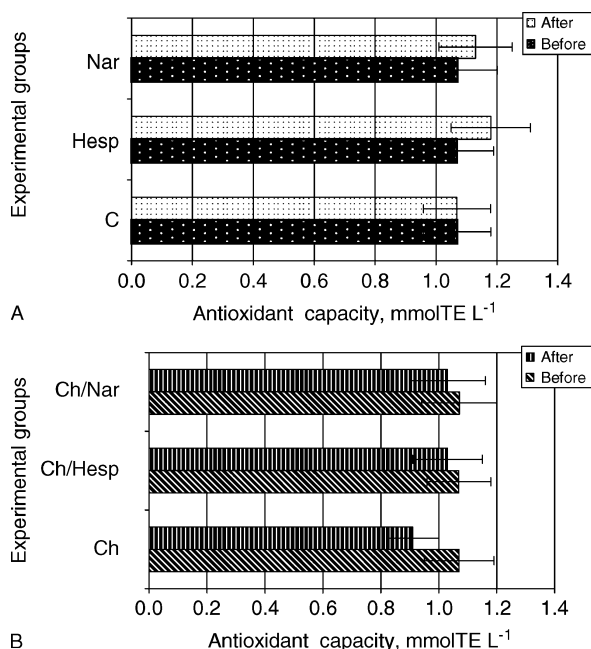 After
Before
Experimental groups
Nar
Hesp
C
0.0 0.2 0.4 0.6 0.8 1.0 1.2 1.4
A
Antioxidant capacity, mmolTE L⁻¹
After
Before
Experimental groups
Ch/Nar
Ch/Hesp
Ch
0.0 0.2 0.4 0.6 0.8 1.0 1.2 1.4
B
Antioxidant capacity, mmolTE L⁻¹